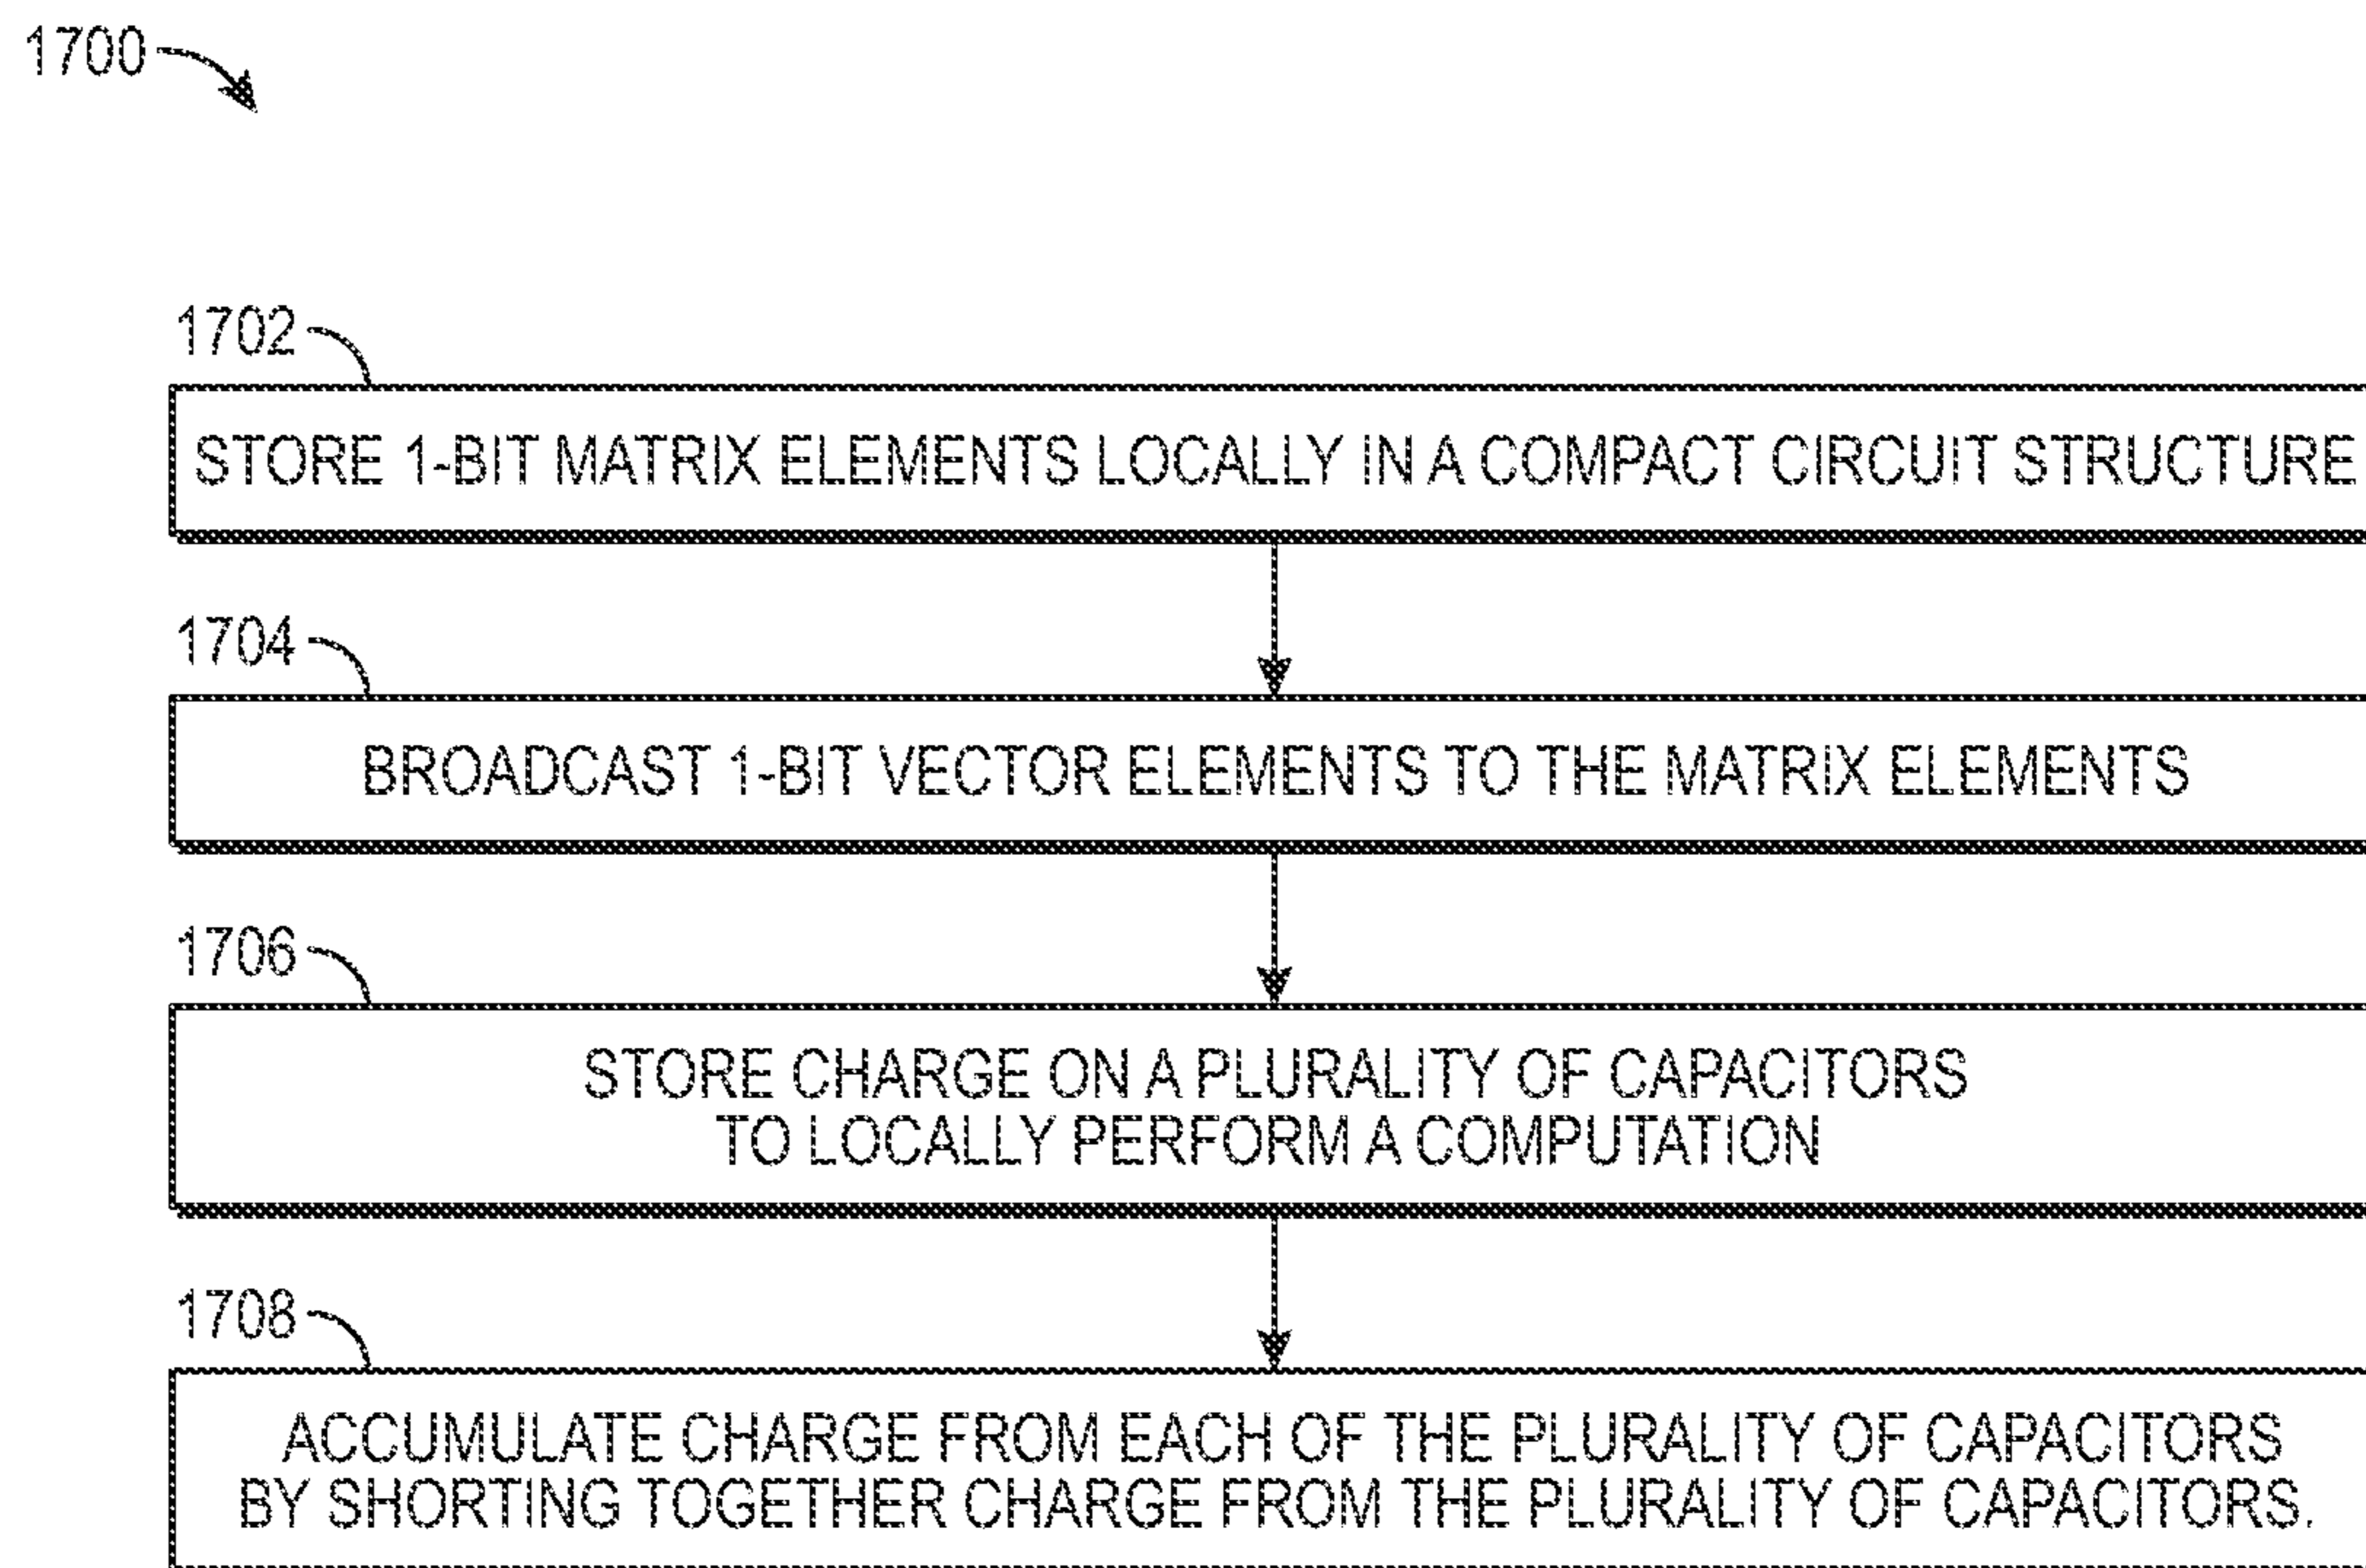 1700
1702
STORE 1-BIT MATRIX ELEMENTS LOCALLY IN A COMPACT CIRCUIT STRUCTURE
1704
BROADCAST 1-BIT VECTOR ELEMENTS TO THE MATRIX ELEMENTS
1706
STORE CHARGE ON A PLURALITY OF CAPACITORS
TO LOCALLY PERFORM A COMPUTATION
1708
ACCUMULATE CHARGE FROM EACH OF THE PLURALITY OF CAPACITORS
BY SHORTING TOGETHER CHARGE FROM THE PLURALITY OF CAPACITORS.